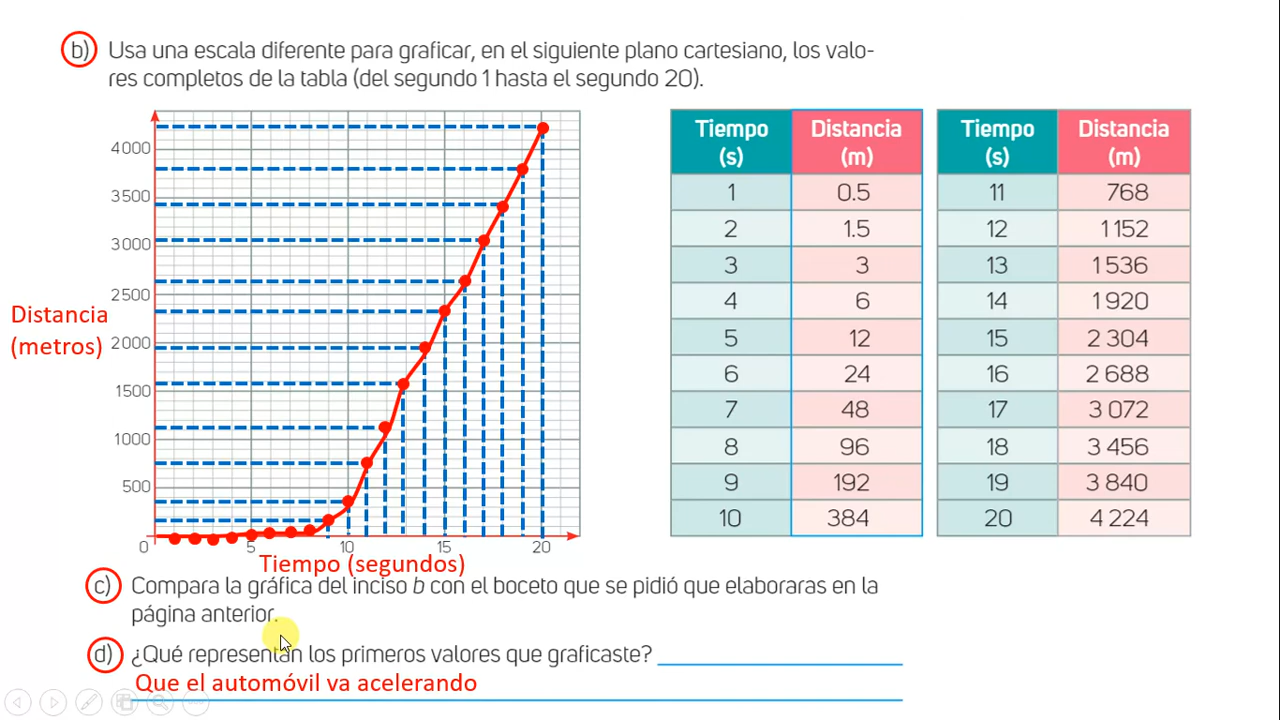 b) Usa una escala diferente para graficar, en el siguiente plano cartesiano, los valo-
res completos de la tabla (del segundo 1 hasta el segundo 20).
4000
3500
3000
2500
2000
1500
1000
500
0
5
10
15
20
Distancia
(metros)
Tiempo (segundos)
Tiempo (s) Distancia (m)
1 0.5
2 1.5
3 3
4 6
5 12
6 24
7 48
8 96
9 192
10 384
Tiempo (s) Distancia (m)
11 768
12 1 152
13 1 536
14 1 920
15 2 304
16 2 688
17 3 072
18 3 456
19 3 840
20 4 224
c) Compara la gráfica del inciso b con el boceto que se pidió que elaboraras en la
página anterior.
d) ¿Qué representan los primeros valores que graficaste?
Que el automóvil va acelerando